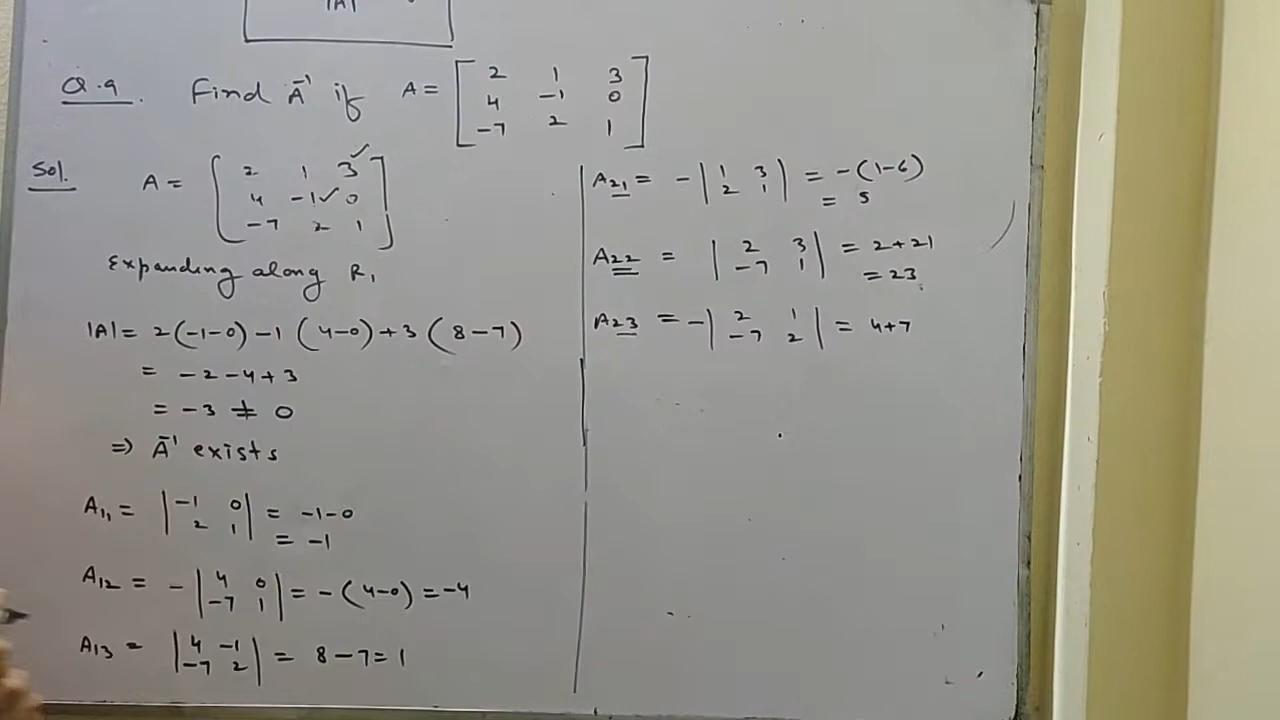 |A|
Q.9. Find A⁻¹ if A = [ 2 1 3
4 -1 0
-7 2 1 ]
Sol. A = [ 2 1 3 ✓
4 -1 ✓ 0
-7 2 1 ]
Expanding along R₁
|A| = 2(-1-0) -1 (4-0) +3 (8-7)
= -2-4+3
= -3 ≠ 0
⇒ A⁻¹ exists
A₁₁ = | -1 0
2 1 | = -1-0
= -1
A₁₂ = - | 4 0
-7 1 | = -(4-0) = -4
A₁₃ = | 4 -1
-7 2 | = 8-7 = 1
A₂₁ = - | 1 3
2 1 | = -(1-6)
= 5
A₂₂ = | 2 3
-7 1 | = 2+21
= 23
A₂₃ = - | 2 1
-7 2 | = 4+7